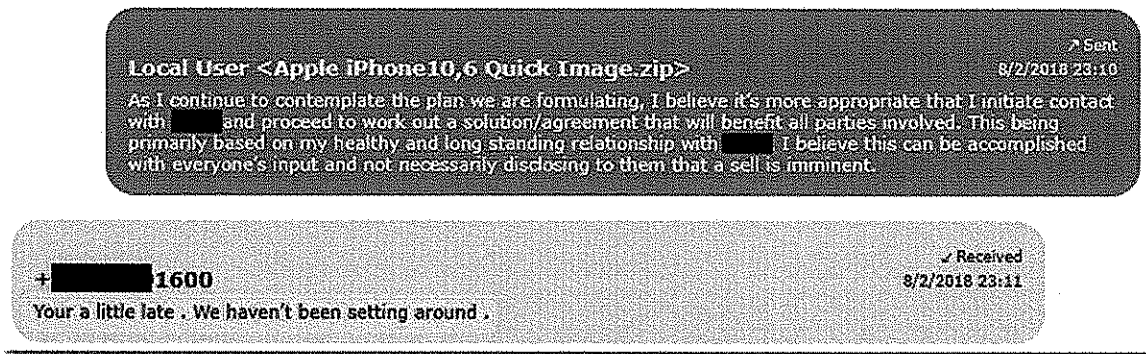 Sent
Local User <Apple iPhone10,6 Quick Image.zip>
8/2/2018 23:10
As I continue to contemplate the plan we are formulating, I believe it's more appropriate that I initiate contact
with and proceed to work out a solution/agreement that will benefit all parties involved. This being
primarily based on my healthy and long standing relationship with I believe this can be accomplished
with everyone's input and not necessarily disclosing to them that a sell is imminent.
Received
+ 1600
8/2/2018 23:11
Your a little late . We haven't been setting around .